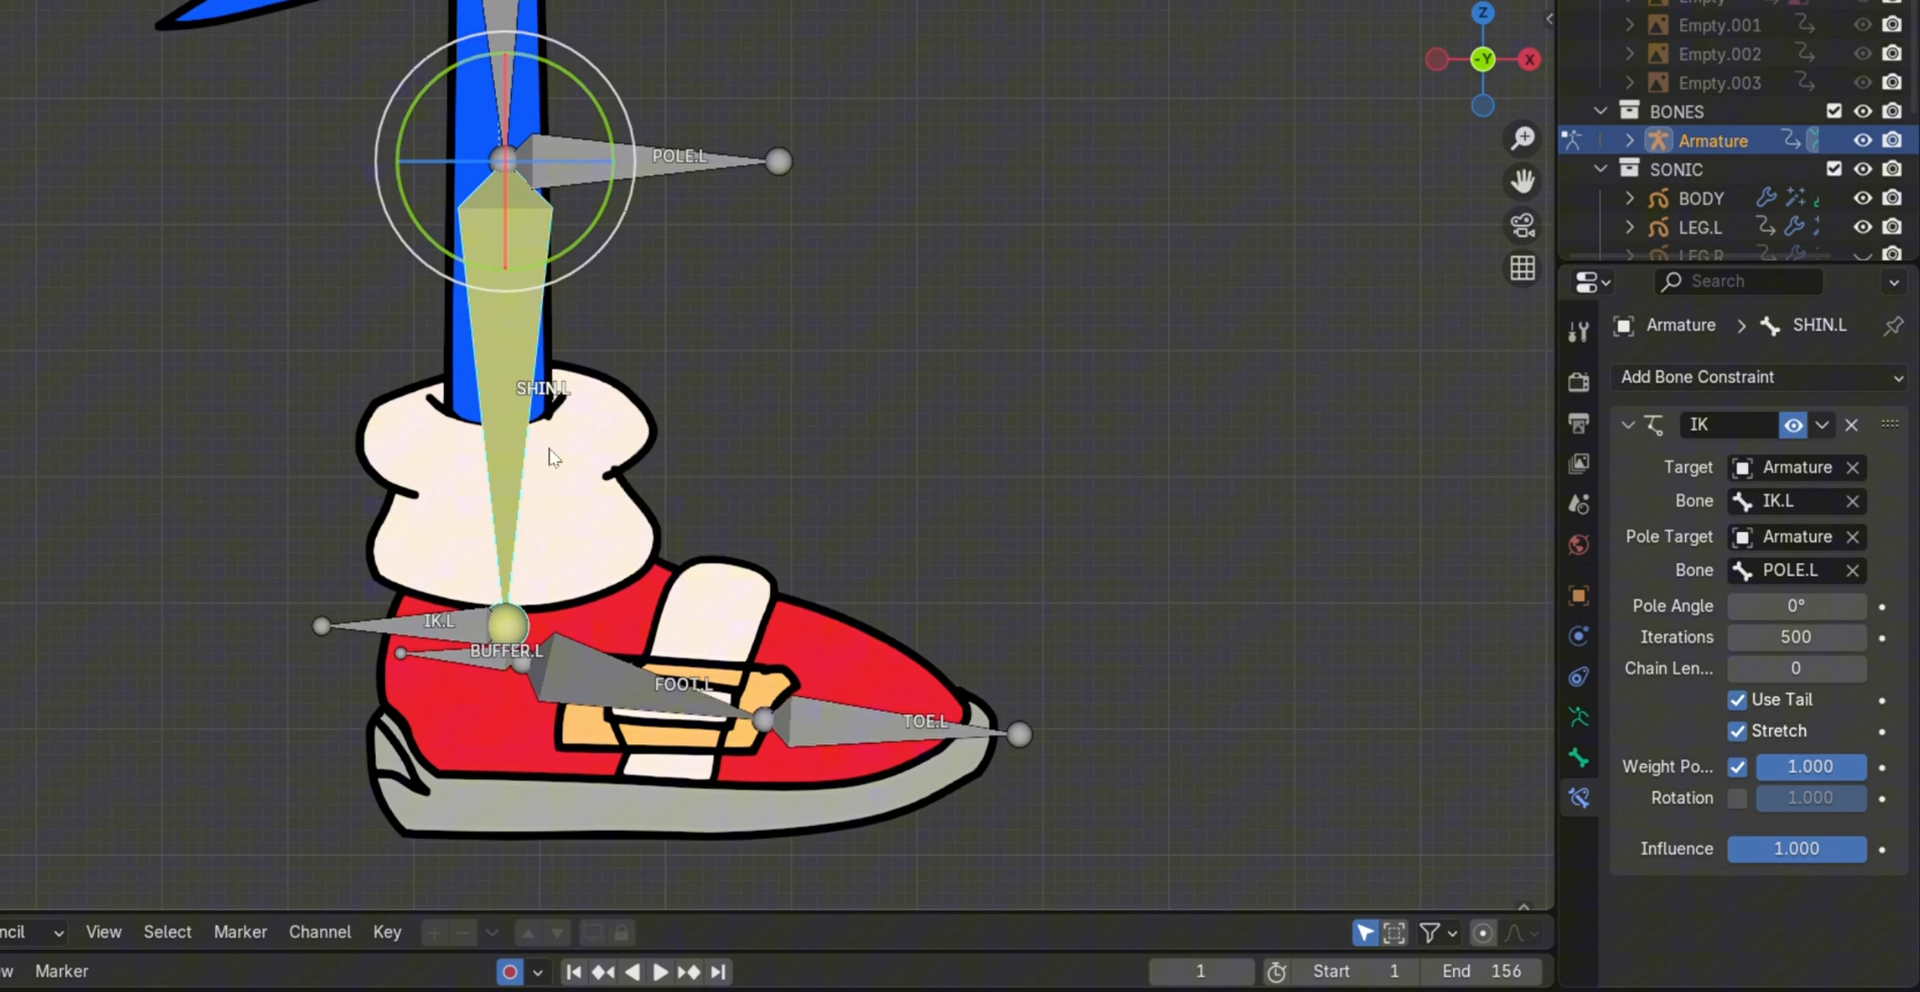 Z
-Y
X
Empty
Empty.001
Empty.002
Empty.003
BONES
Armature
SONIC
BODY
LEG.L
LEG.R
Search
Armature > SHIN.L
Add Bone Constraint
IK
Target Armature
Bone IK.L
Pole Target Armature
Bone POLE.L
Pole Angle 0°
Iterations 500
Chain Len... 0
Use Tail
Stretch
Weight Po... 1.000
Rotation 1.000
Influence 1.000
POLE.L
SHIN.L
IK.L
BUFFER.L
FOOT.L
TOE.L
ncil View Select Marker Channel Key
w Marker 1 Start 1 End 156